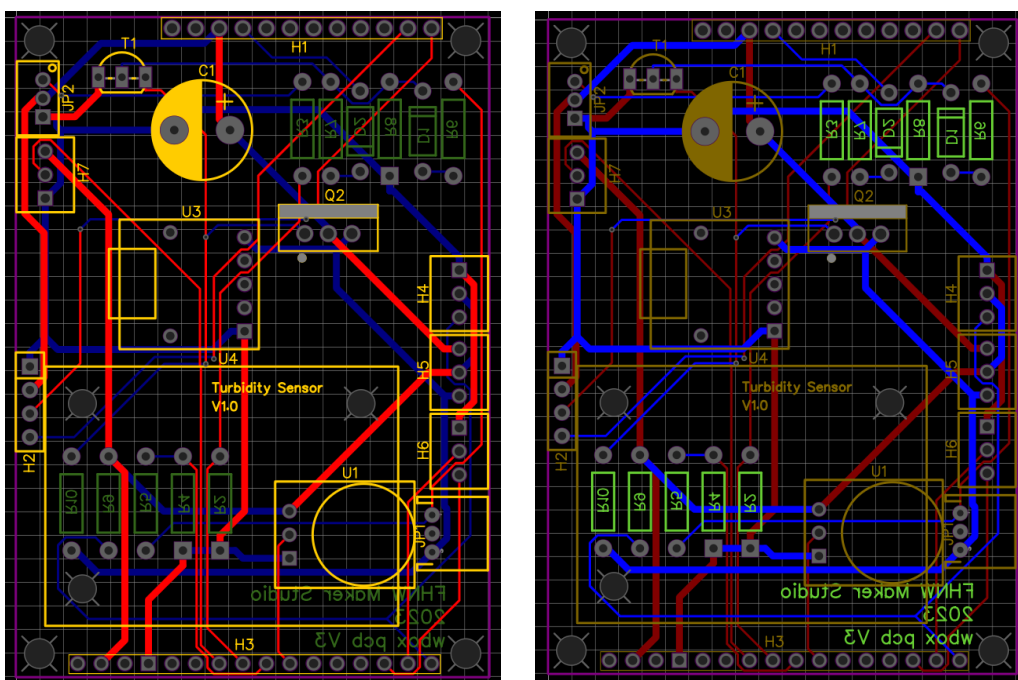 T1
H1
C1
JP2
R3
R7
D2
R8
D1
R6
H7
Q2
U3
H4
U4
H5
Turbidity Sensor
V1.0
H2
H6
U1
R10
R9
R5
R4
R2
JP1
FHNW Maker Studio
2023
wbox pcb V3
H3
T1
H1
C1
JP2
R3
R7
D2
R8
D1
R6
H7
Q2
U3
H4
U4
H5
Turbidity Sensor
V1.0
H2
H6
U1
R10
R9
R5
R4
R2
JP1
FHNW Maker Studio
2023
wbox pcb V3
H3